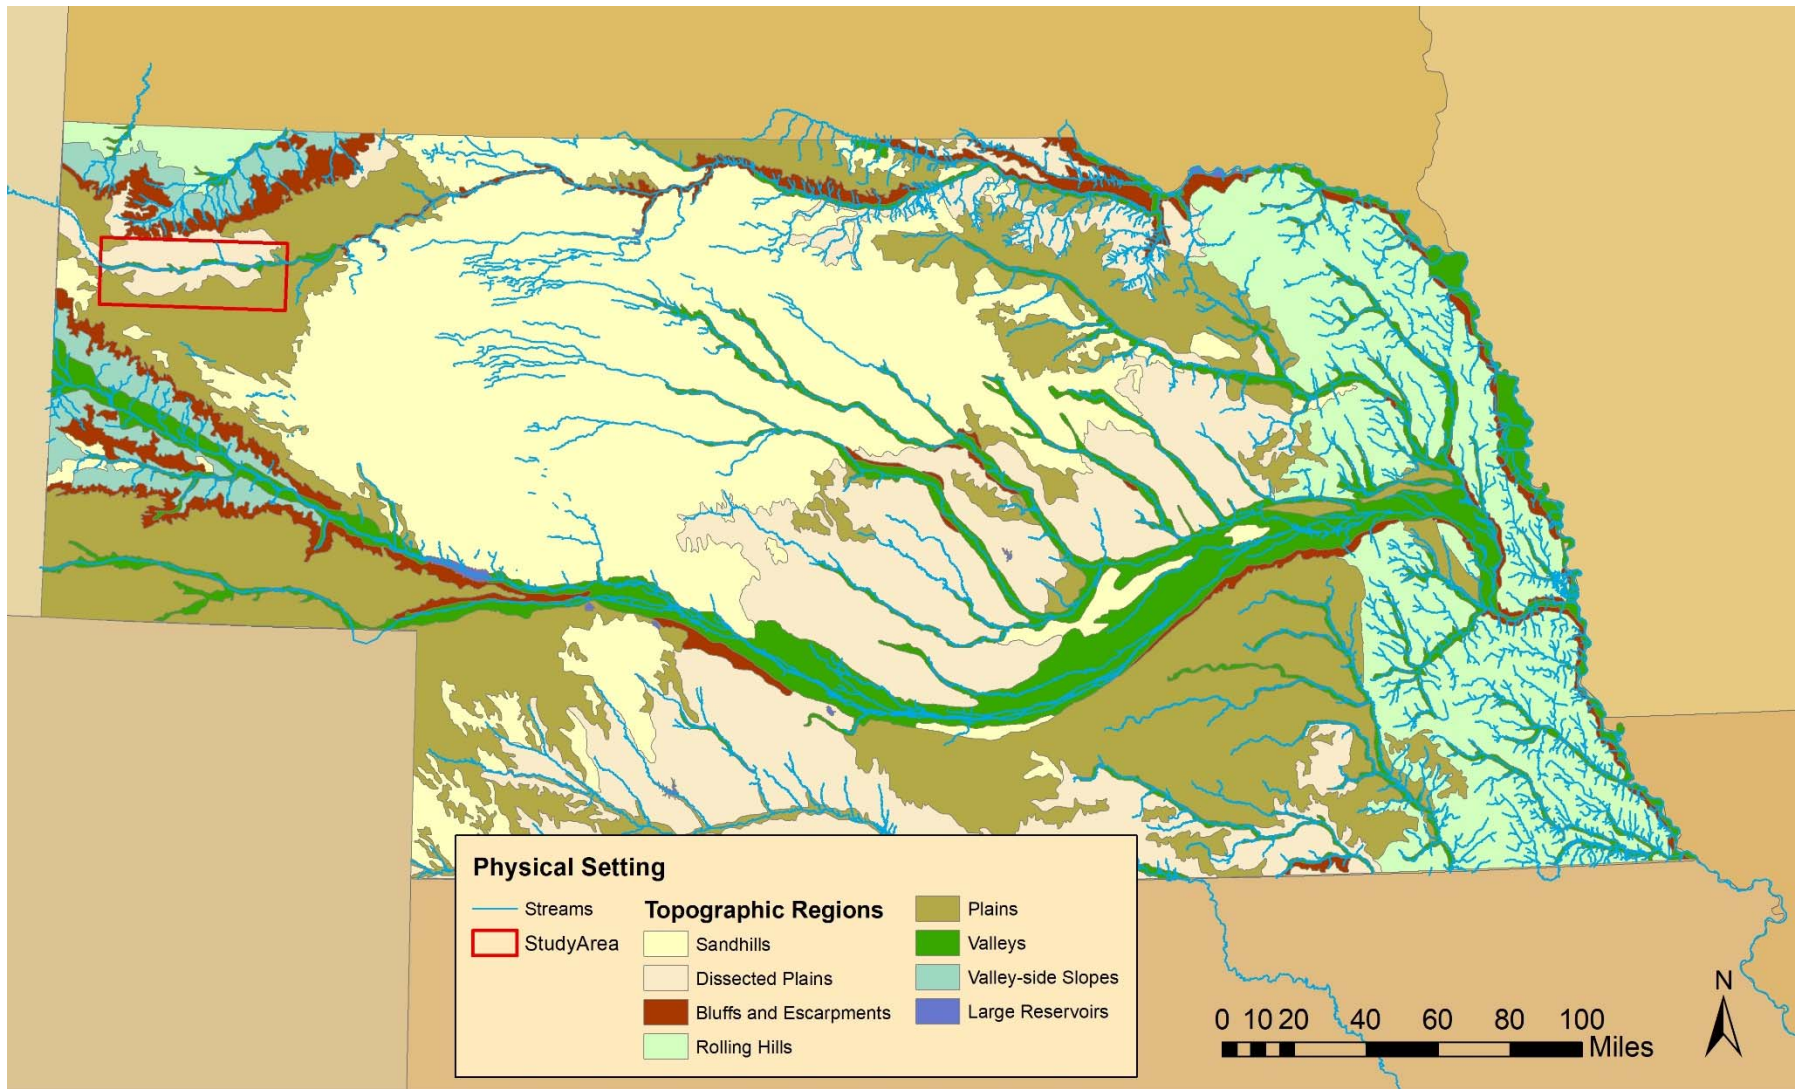 Physical Setting
Streams
StudyArea
Topographic Regions
Sandhills
Dissected Plains
Bluffs and Escarpments
Rolling Hills
Plains
Valleys
Valley-side Slopes
Large Reservoirs
0 10 20 40 60 80 100
Miles
N